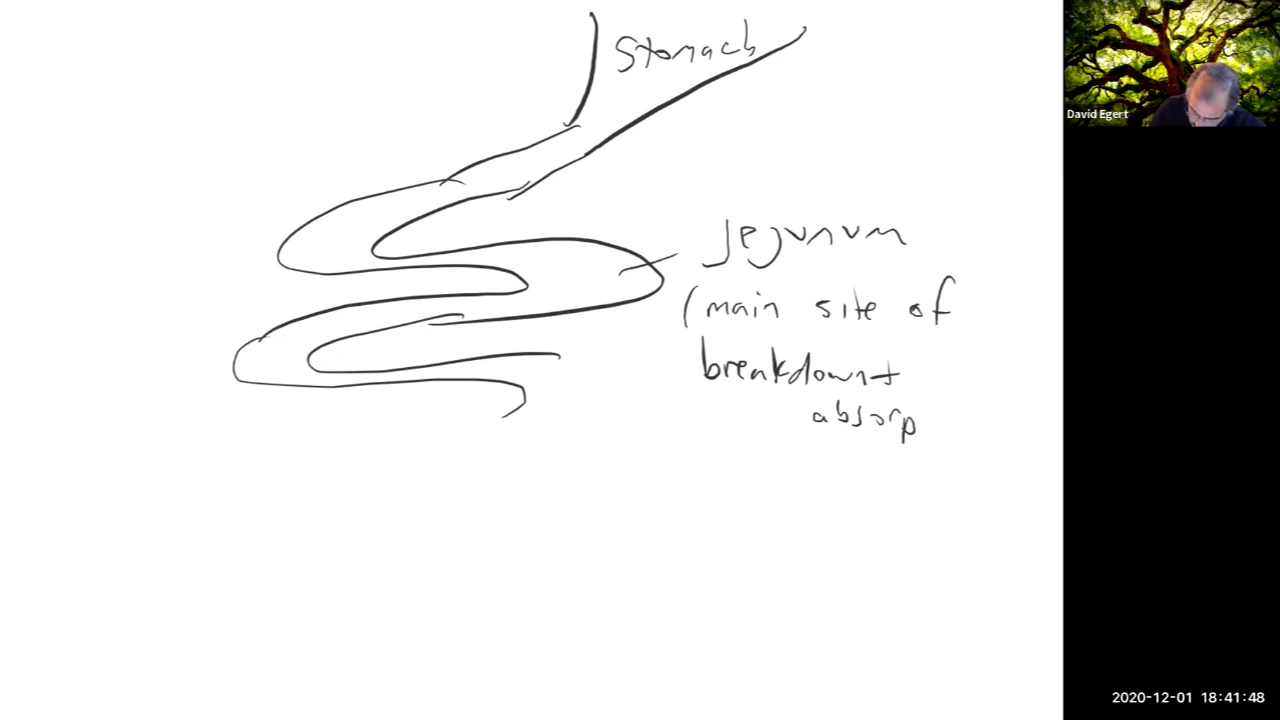 Stomach
David Egert
Jejunum
(main site of
breakdown +
absorp
2020-12-01 18:41:48